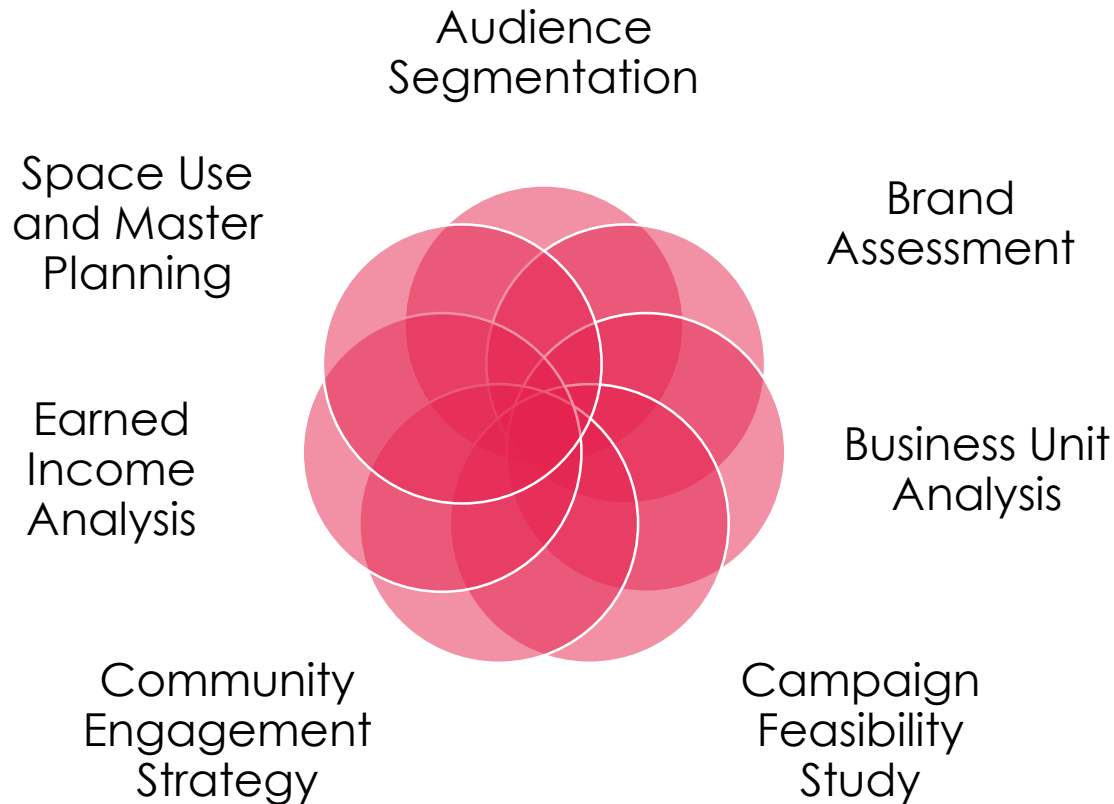 Audience
Segmentation
Brand
Assessment
Business Unit
Analysis
Campaign
Feasibility
Study
Community
Engagement
Strategy
Earned
Income
Analysis
Space Use
and Master
Planning